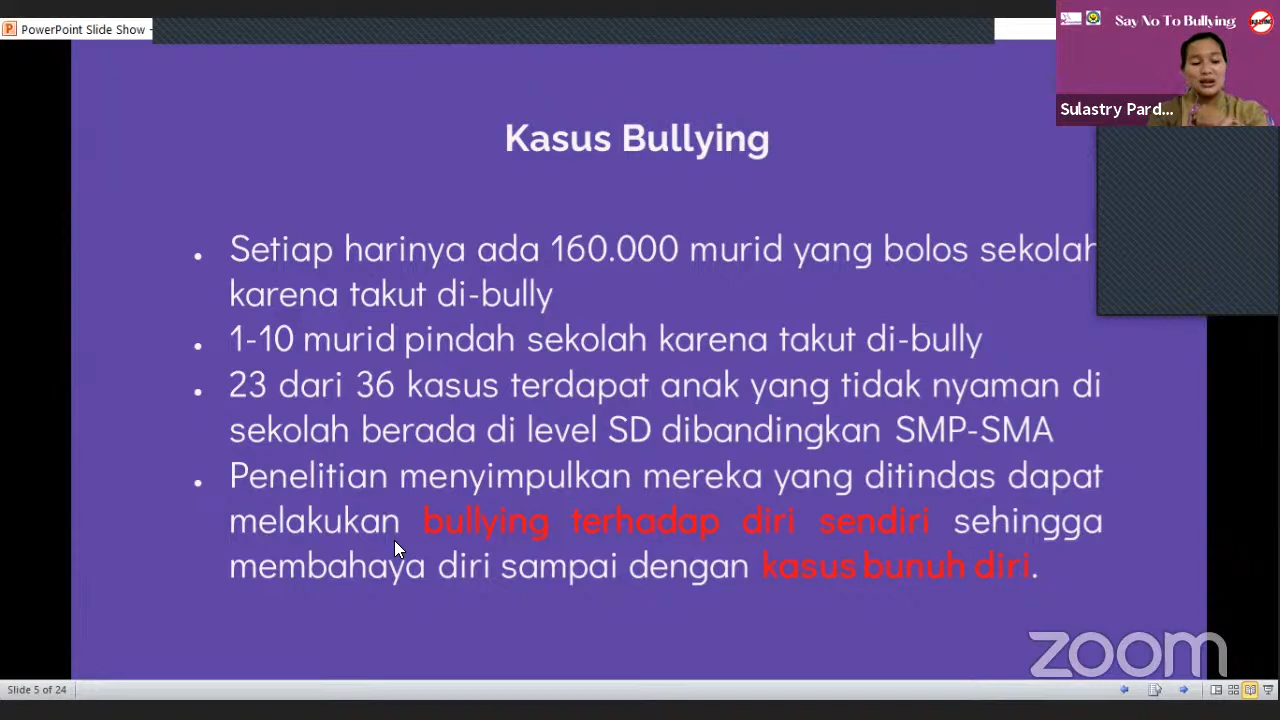 PowerPoint Slide Show -
Say No To Bullying
Sulastry Pard...
Kasus Bullying
• Setiap harinya ada 160.000 murid yang bolos sekolah
karena takut di-bully
• 1-10 murid pindah sekolah karena takut di-bully
• 23 dari 36 kasus terdapat anak yang tidak nyaman di
sekolah berada di level SD dibandingkan SMP-SMA
• Penelitian menyimpulkan mereka yang ditindas dapat
melakukan bullying terhadap diri sendiri sehingga
membahaya diri sampai dengan kasus bunuh diri.
zoom
Slide 5 of 24